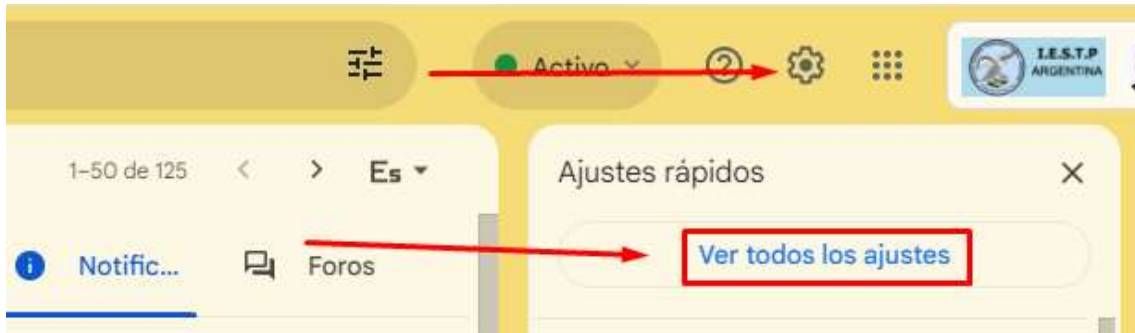 Activo
I.E.S.T.P
ARGENTINA
1–50 de 125
Es
Ajustes rápidos
Notific...
Foros
Ver todos los ajustes